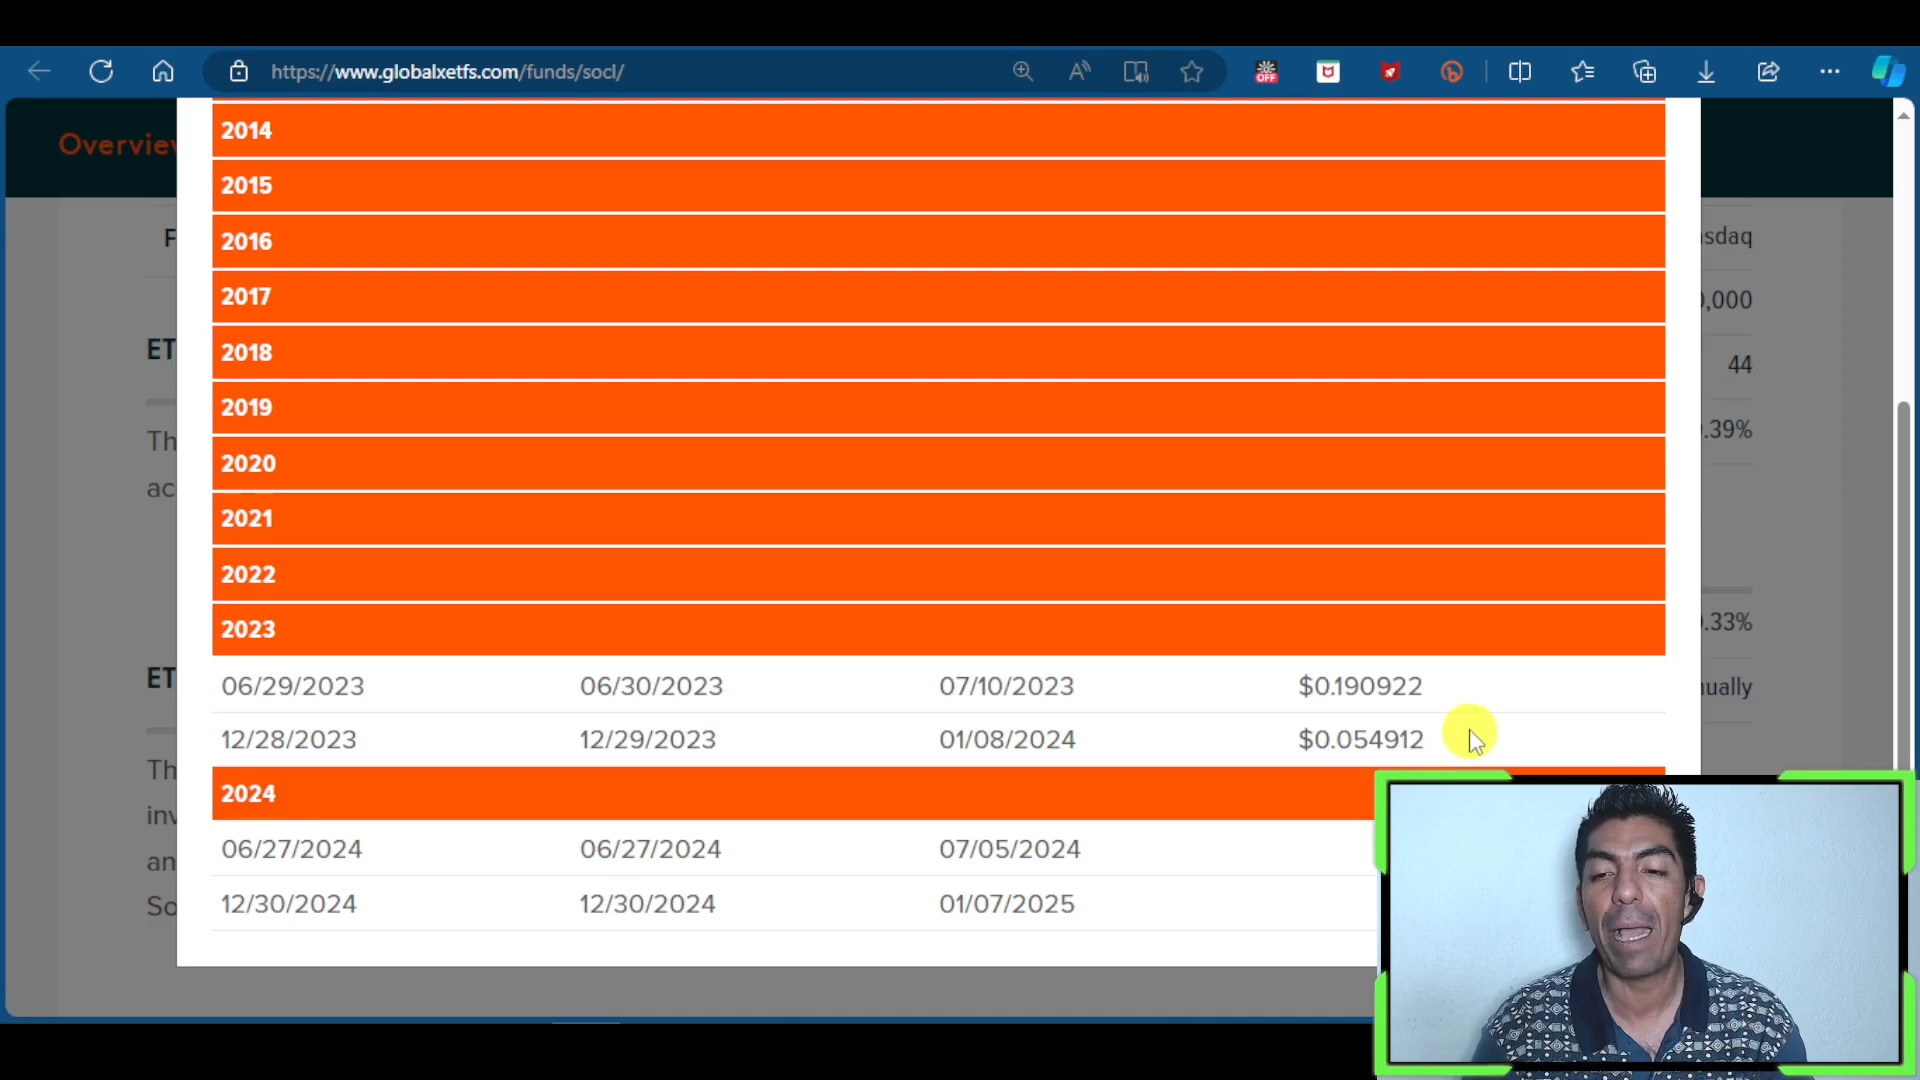 https://www.globalxetfs.com/funds/socl/
OFF
Overview
2014
2015
2016
2017
2018
2019
2020
2021
2022
2023
06/29/2023 06/30/2023 07/10/2023 $0.190922
12/28/2023 12/29/2023 01/08/2024 $0.054912
2024
06/27/2024 06/27/2024 07/05/2024
12/30/2024 12/30/2024 01/07/2025
F
ET
Th
ac
ET
Th
inv
an
So
sdaq
,000
44
.39%
.33%
ually